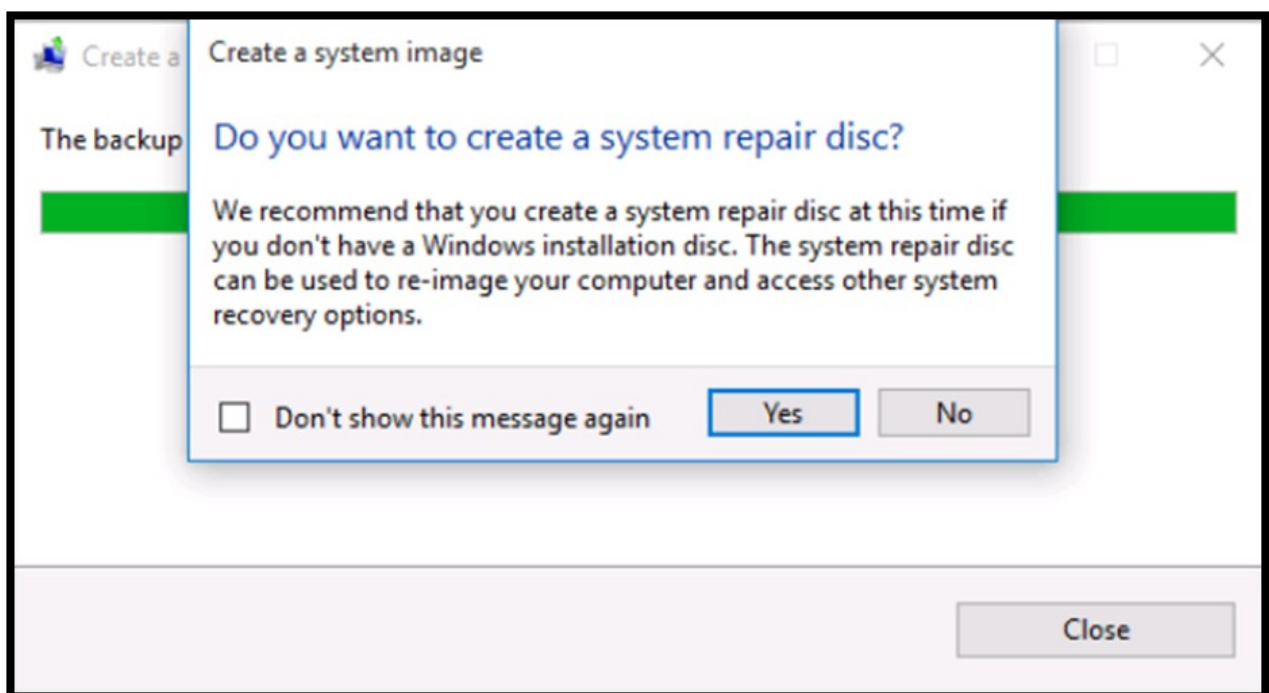 Create a
Create a system image
The backup
Do you want to create a system repair disc?
We recommend that you create a system repair disc at this time if
you don't have a Windows installation disc. The system repair disc
can be used to re-image your computer and access other system
recovery options.
Don't show this message again Yes No
Close